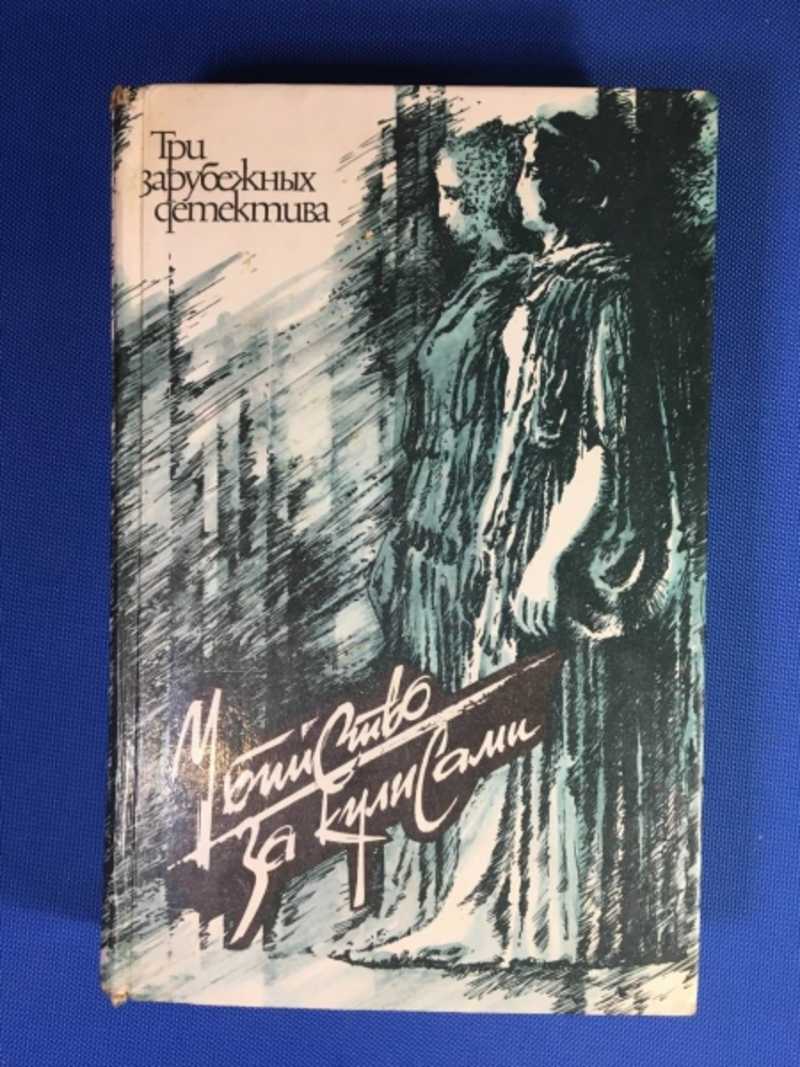 Три
зарубежных
детектива
Убийство
за кулисами